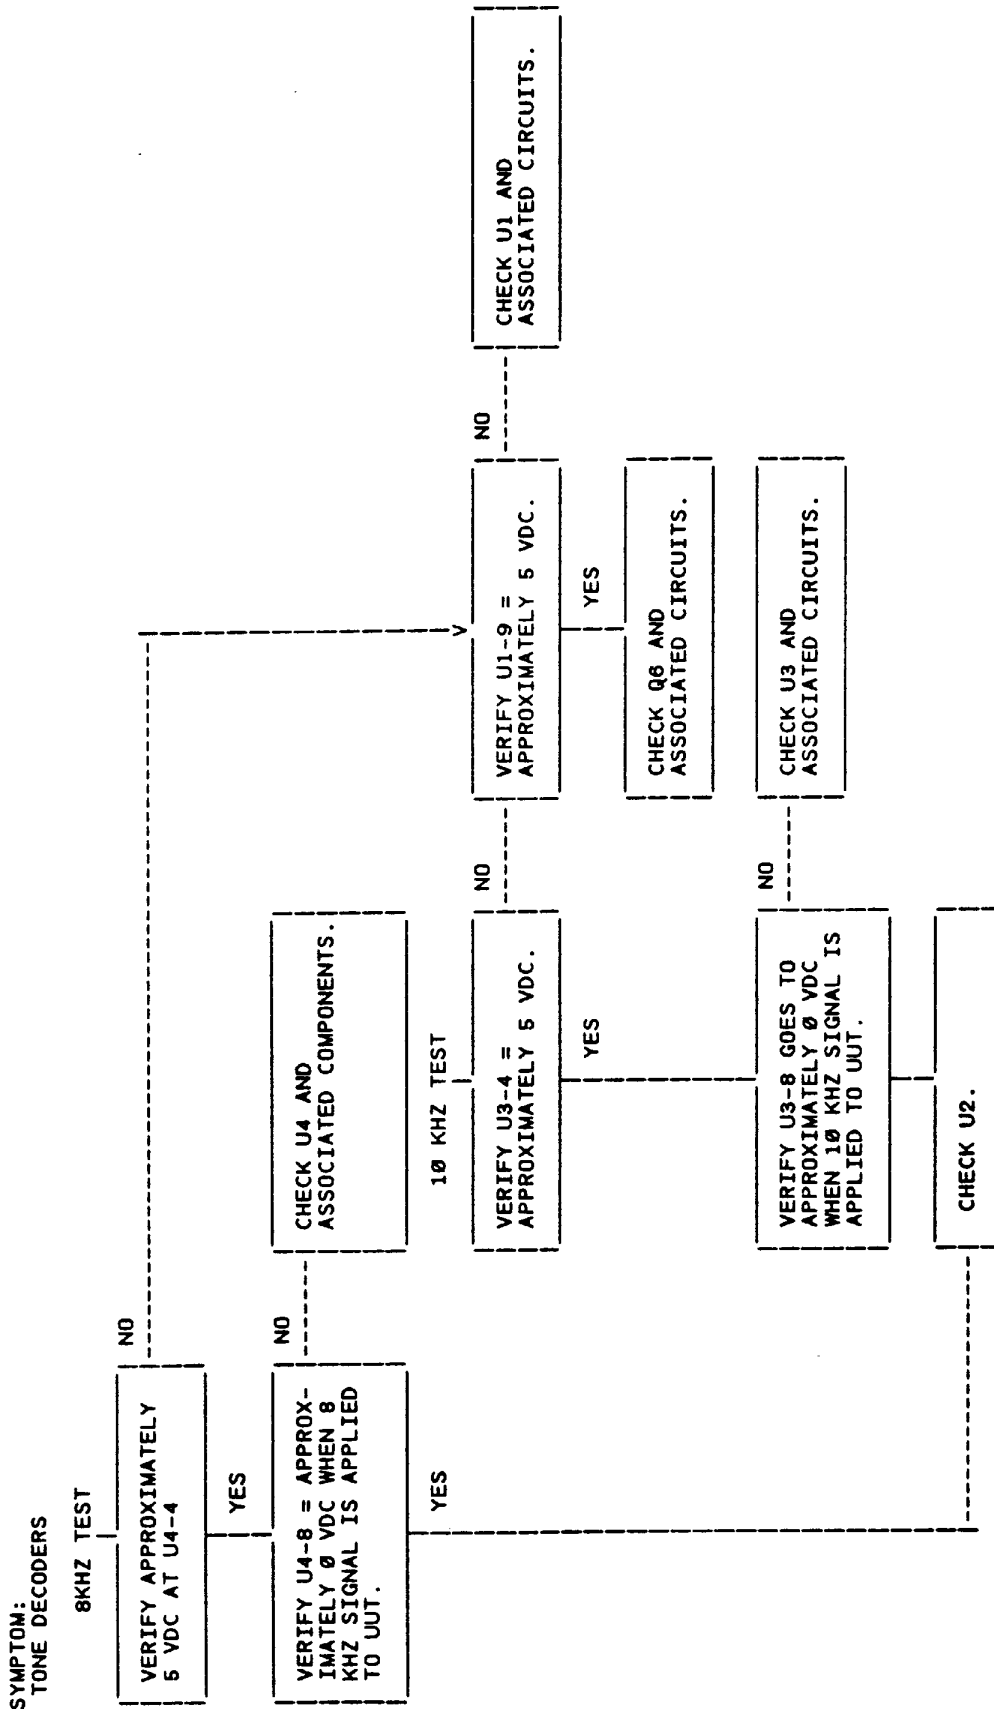 SYMPTOM:
TONE DECODERS
8KHZ TEST
VERIFY APPROXIMATELY
5 VDC AT U4-4
NO
YES
VERIFY U4-8 = APPROX-
IMATELY Ø VDC WHEN 8
KHZ SIGNAL IS APPLIED
TO UUT.
NO
CHECK U4 AND
ASSOCIATED COMPONENTS.
YES
10 KHZ TEST
VERIFY U3-4 =
APPROXIMATELY 5 VDC.
NO
VERIFY U1-9 =
APPROXIMATELY 5 VDC.
NO
CHECK U1 AND
ASSOCIATED CIRCUITS.
YES
YES
CHECK Q6 AND
ASSOCIATED CIRCUITS.
VERIFY U3-8 GOES TO
APPROXIMATELY Ø VDC
WHEN 1Ø KHZ SIGNAL IS
APPLIED TO UUT.
NO
CHECK U3 AND
ASSOCIATED CIRCUITS.
CHECK U2.